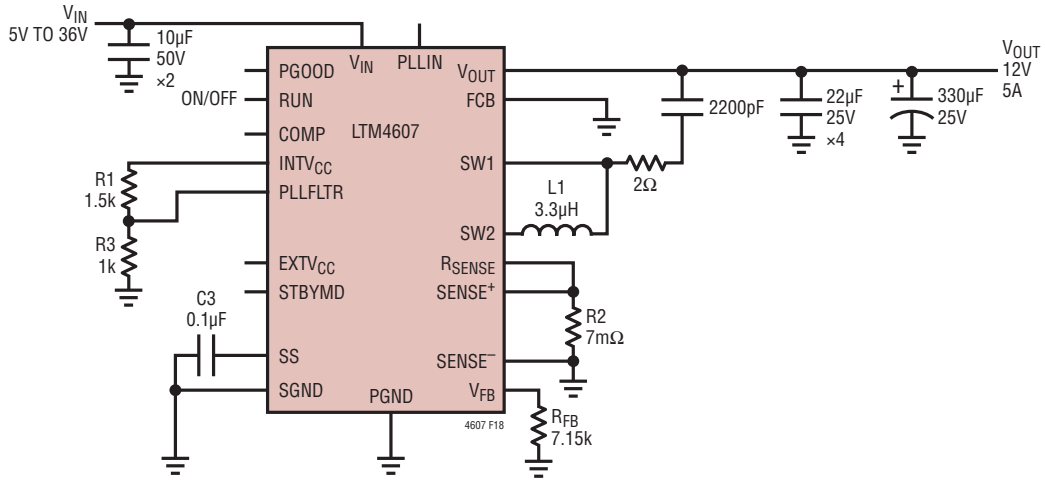 VIN
5V TO 36V
10µF
50V
×2
ON/OFF
R1
1.5k
R3
1k
C3
0.1µF
PGOOD
RUN
COMP
INTVCC
PLLFLTR
EXTVCC
STBYMD
SS
SGND
VIN
PLLIN
LTM4607
PGND
VOUT
FCB
SW1
SW2
RSENSE
SENSE+
SENSE–
VFB
4607 F18
L1
3.3µH
2Ω
2200pF
22µF
25V
×4
+
330µF
25V
VOUT
12V
5A
R2
7mΩ
RFB
7.15k